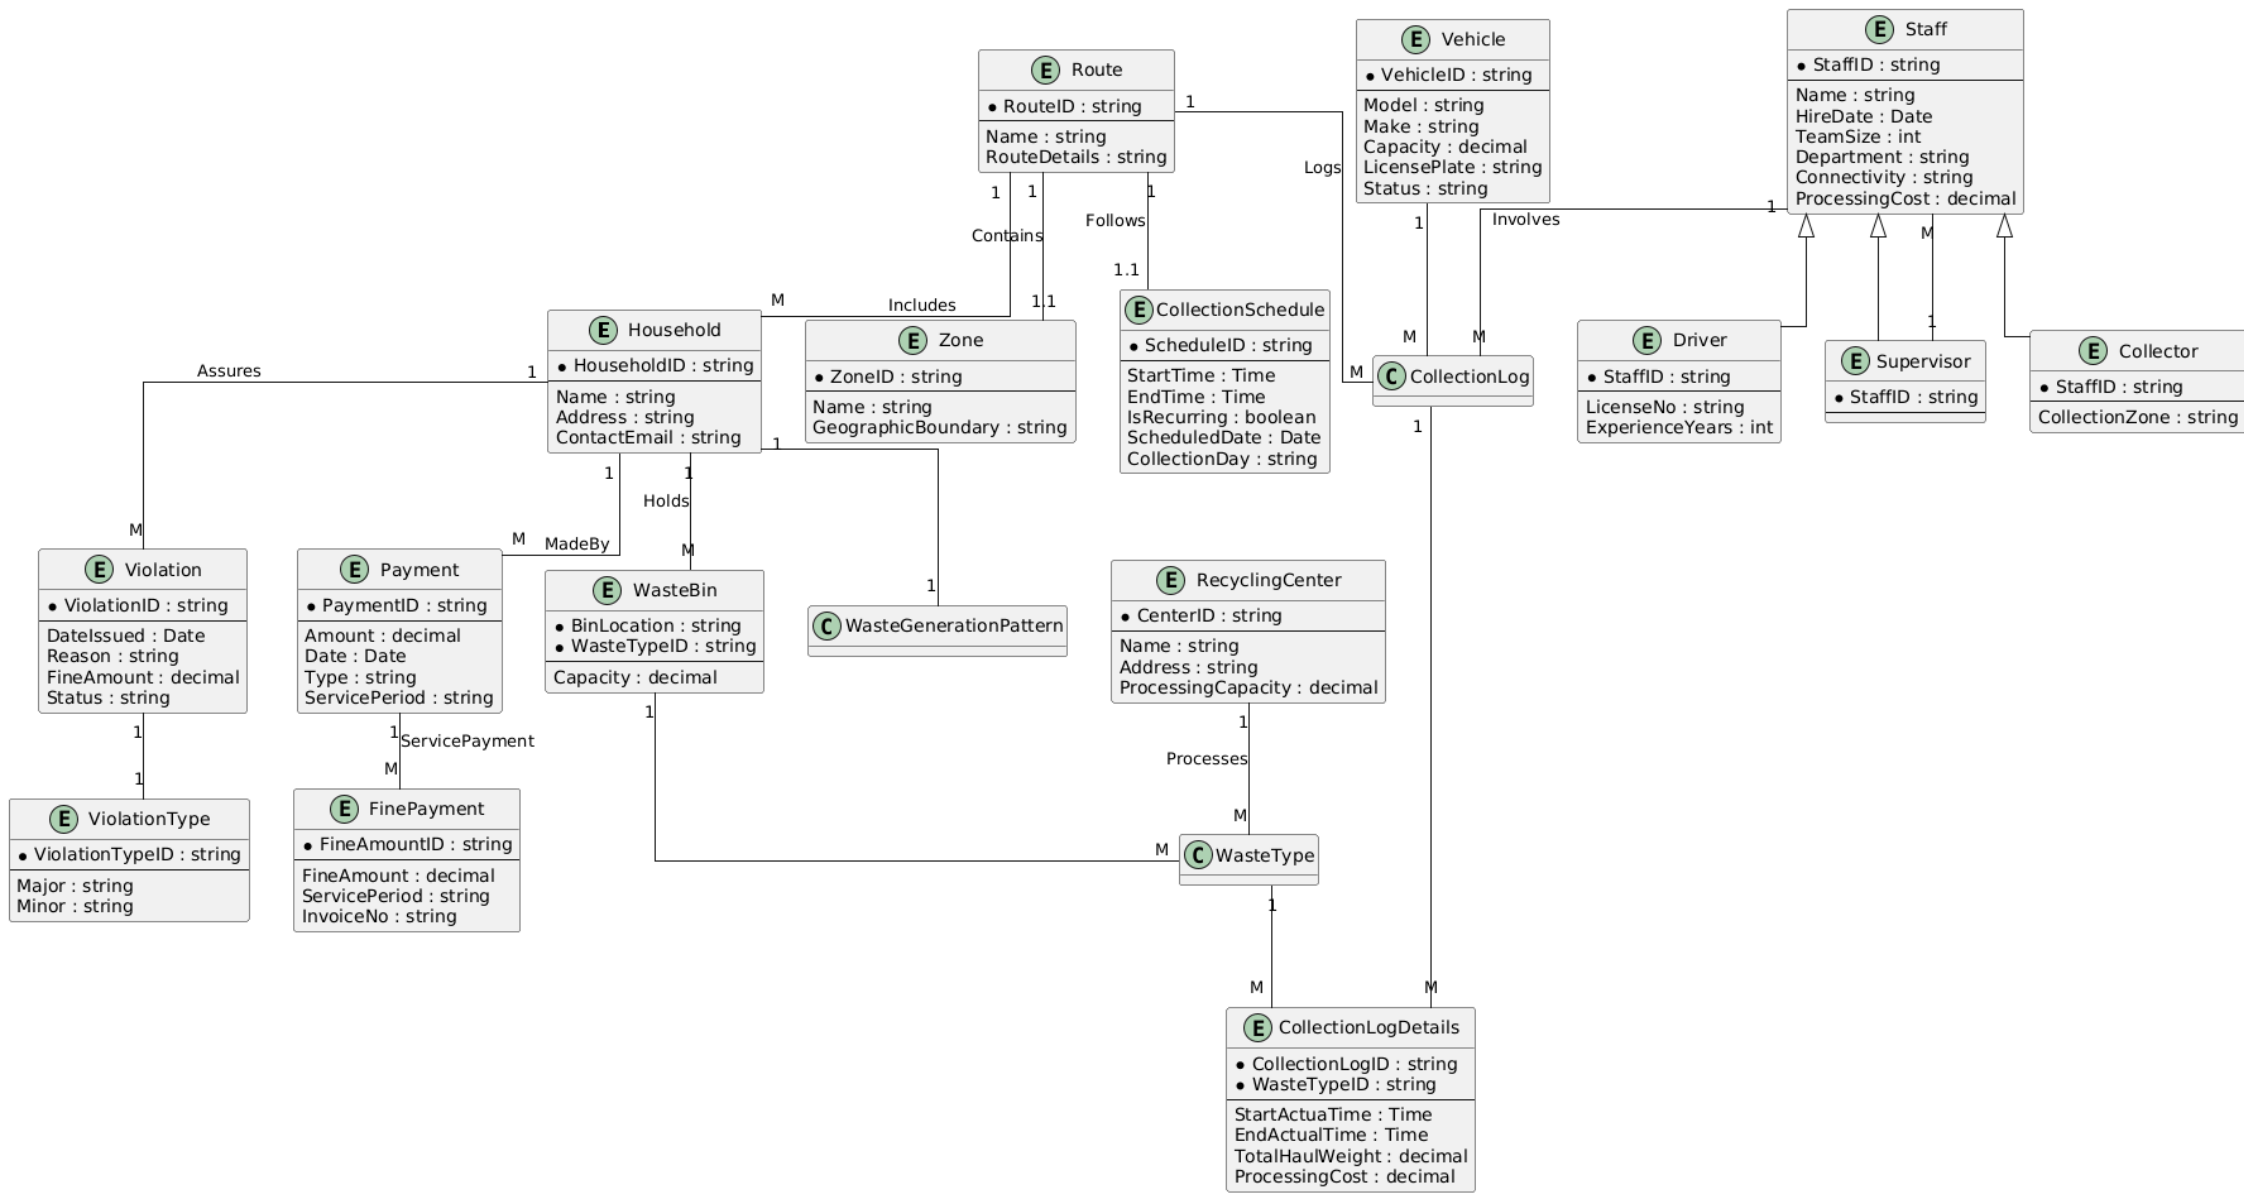 E Route
* RouteID : string
Name : string
RouteDetails : string
E Vehicle
* VehicleID : string
Model : string
Make : string
Capacity : decimal
LicensePlate : string
Status : string
E Staff
* StaffID : string
Name : string
HireDate : Date
TeamSize : int
Department : string
Connectivity : string
ProcessingCost : decimal
1
Logs
1
1
1
Contains
Follows
1.1
1.1
1
1
Involves
M
M
Includes
E Household
* HouseholdID : string
Name : string
Address : string
ContactEmail : string
E Zone
* ZoneID : string
Name : string
GeographicBoundary : string
E CollectionSchedule
* ScheduleID : string
StartTime : Time
EndTime : Time
IsRecurring : boolean
ScheduledDate : Date
CollectionDay : string
M
M
1
M
C CollectionLog
E Driver
* StaffID : string
LicenseNo : string
ExperienceYears : int
E Supervisor
* StaffID : string
E Collector
* StaffID : string
CollectionZone : string
Assures
1
1
1
1
1
Holds
M
M
MadeBy
M
1
E Violation
* ViolationID : string
DateIssued : Date
Reason : string
FineAmount : decimal
Status : string
E Payment
* PaymentID : string
Amount : decimal
Date : Date
Type : string
ServicePeriod : string
E WasteBin
* BinLocation : string
* WasteTypeID : string
Capacity : decimal
C WasteGenerationPattern
E RecyclingCenter
* CenterID : string
Name : string
Address : string
ProcessingCapacity : decimal
1
1
1
1
ServicePayment
Processes
1
M
M
M
E ViolationType
* ViolationTypeID : string
Major : string
Minor : string
E FinePayment
* FineAmountID : string
FineAmount : decimal
ServicePeriod : string
InvoiceNo : string
C WasteType
1
M
M
E CollectionLogDetails
* CollectionLogID : string
* WasteTypeID : string
StartActuaTime : Time
EndActualTime : Time
TotalHaulWeight : decimal
ProcessingCost : decimal